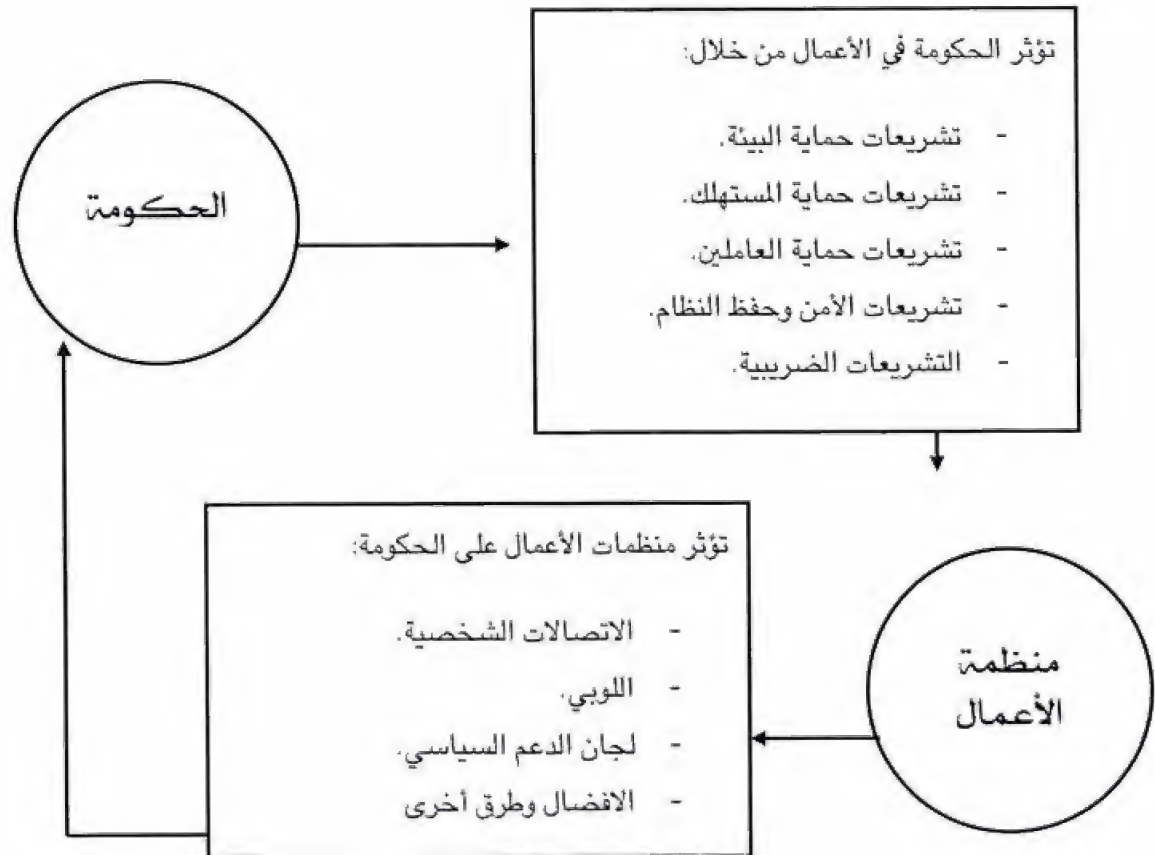 تؤثر الحكومة في الأعمال من خلال:
- تشريعات حماية البيئة.
- تشريعات حماية المستهلك.
- تشريعات حماية العاملين.
- تشريعات الأمن وحفظ النظام.
- التشريعات الضريبية.
الحكومة
تؤثر منظمات الأعمال على الحكومة:
- الاتصالات الشخصية.
- اللوبي.
- لجان الدعم السياسي.
- الافضال وطرق أخرى
منظمة
الأعمال